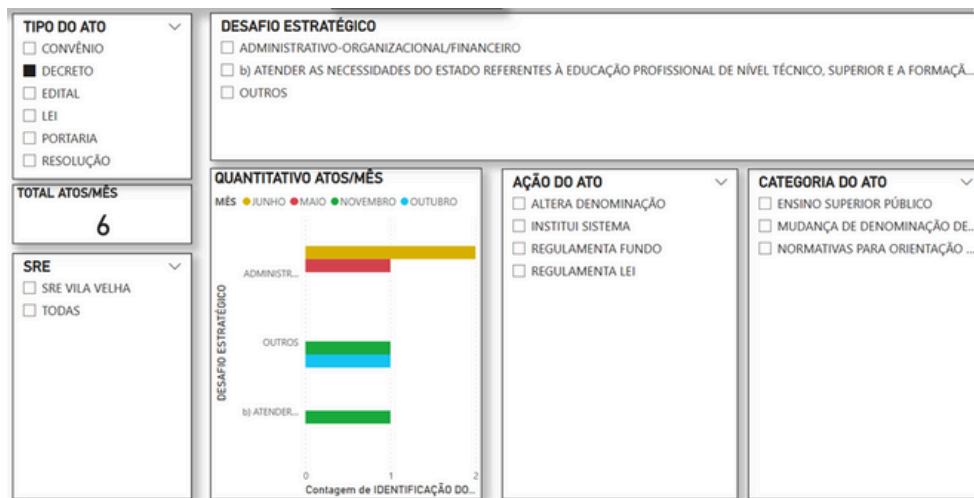 TIPO DO ATO
CONVÊNIO
DECRETO
EDITAL
LEI
PORTARIA
RESOLUÇÃO
DESAFIO ESTRATÉGICO
ADMINISTRATIVO-ORGANIZACIONAL/FINANCEIRO
b) ATENDER AS NECESSIDADES DO ESTADO REFERENTES À EDUCAÇÃO PROFISSIONAL DE NÍVEL TÉCNICO, SUPERIOR E A FORMAÇÃ...
OUTROS
TOTAL ATOS/MÊS
6
SRE
SRE VILA VELHA
TODAS
QUANTITATIVO ATOS/MÊS
MÊS JUNHO MAIO NOVEMBRO OUTUBRO
DESAFIO ESTRATÉGICO
ADMINISTR...
OUTROS
b) ATENDER...
0 1 2
Contagem de IDENTIFICAÇÃO DO...
AÇÃO DO ATO
ALTERA DENOMINAÇÃO
INSTITUI SISTEMA
REGULAMENTA FUNDO
REGULAMENTA LEI
CATEGORIA DO ATO
ENSINO SUPERIOR PÚBLICO
MUDANÇA DE DENOMINAÇÃO DE...
NORMATIVAS PARA ORIENTAÇÃO ...